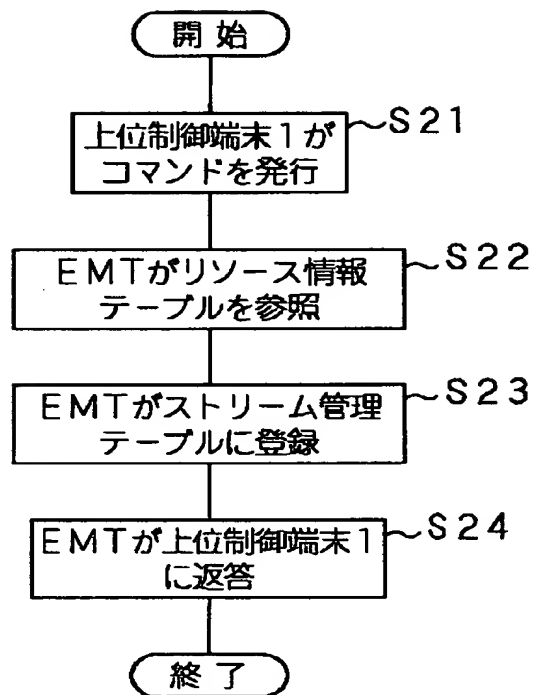 開始
上位制御端末1が
コマンドを発行
S21
EMTがリソース情報
テーブルを参照
S22
EMTがストリーム管理
テーブルに登録
S23
EMTが上位制御端末1
に返答
S24
終了